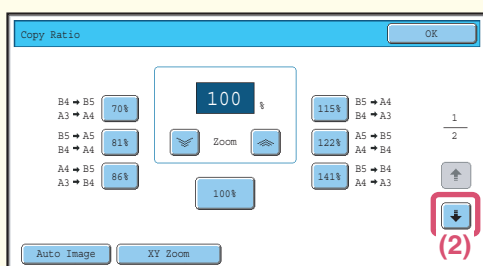 Copy Ratio
OK
B4 → B5
A3 → A4
70%
B5 → A5
B4 → A4
81%
A4 → B5
A3 → B4
86%
100 %
Zoom
100%
115%
B5 → A4
B4 → A3
122%
A5 → B5
A4 → B4
141%
B5 → B4
A4 → A3
1
2
(2)
Auto Image
XY Zoom